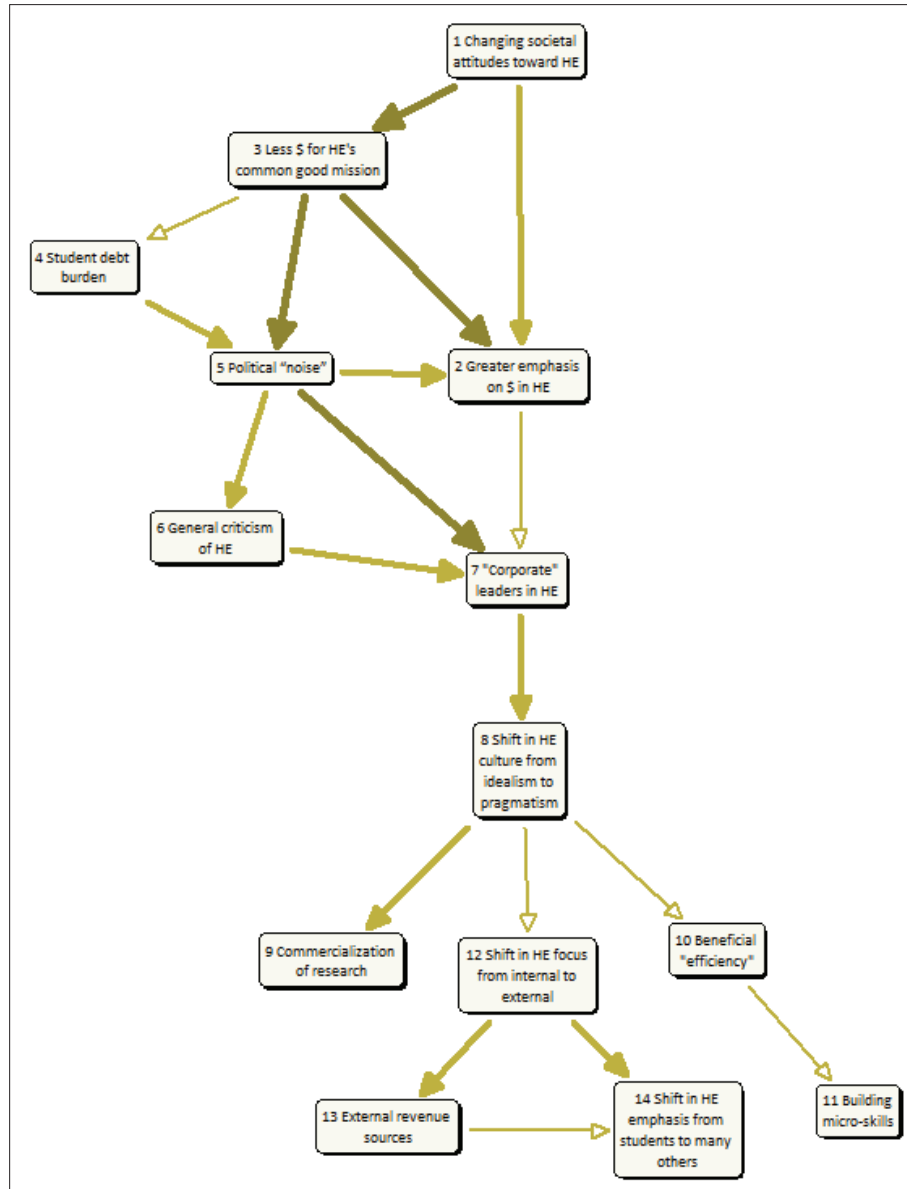 1 Changing societal
attitudes toward HE
3 Less $ for HE's
common good mission
4 Student debt
burden
5 Political “noise”
2 Greater emphasis
on $ in HE
6 General criticism
of HE
7 "Corporate"
leaders in HE
8 Shift in HE
culture from
idealism to
pragmatism
9 Commercialization
of research
12 Shift in HE focus
from internal to
external
10 Beneficial
"efficiency"
13 External revenue
sources
14 Shift in HE
emphasis from
students to many
others
11 Building
micro-skills